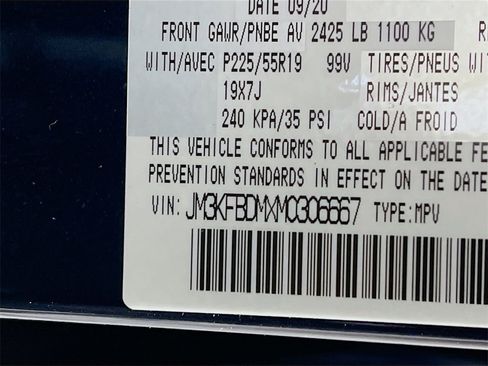 DATE 09/20
FRONT GAWR/PNBE AV 2425 LB 1100 KG
WITH/AVEC P225/55R19 99V TIRES/PNEUS WIT
19X7J RIMS/JANTES
240 KPA/35 PSI COLD/A FROID
THIS VEHICLE CONFORMS TO ALL APPLICABLE FE
PREVENTION STANDARDS IN EFFECT ON THE DATE
VIN: JM3KFBDMXM0306667 TYPE:MPV